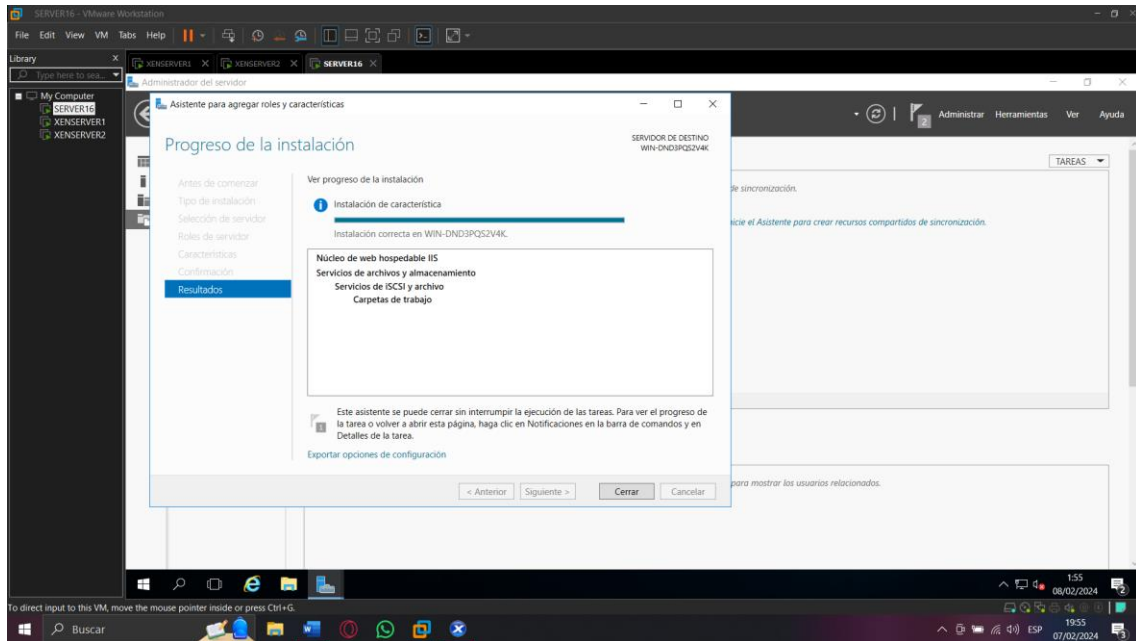 SERVER16 - VMware Workstation
File Edit View VM Tabs Help
Library X
Type here to sea...
XENSERVER1 X XENSERVER2 X SERVER16 X
My Computer
SERVER16
XENSERVER1
XENSERVER2
Administrador del servidor
2 Administrar Herramientas Ver Ayuda
TAREAS
de sincronización.
inicie el Asistente para crear recursos compartidos de sincronización.
para mostrar los usuarios relacionados.
Asistente para agregar roles y características
Progreso de la instalación
SERVIDOR DE DESTINO
WIN-DND3PQS2V4K
Antes de comenzar
Tipo de instalación
Selección de servidor
Roles de servidor
Características
Confirmación
Resultados
Ver progreso de la instalación
Instalación de característica
Instalación correcta en WIN-DND3PQS2V4K.
Núcleo de web hospedable IIS
Servicios de archivos y almacenamiento
Servicios de iSCSI y archivo
Carpetas de trabajo
Este asistente se puede cerrar sin interrumpir la ejecución de las tareas. Para ver el progreso de
la tarea o volver a abrir esta página, haga clic en Notificaciones en la barra de comandos y en
Detalles de la tarea.
Exportar opciones de configuración
< Anterior Siguiente > Cerrar Cancelar
1:55
08/02/2024
To direct input to this VM, move the mouse pointer inside or press Ctrl+G.
Buscar
ESP
19:55
07/02/2024